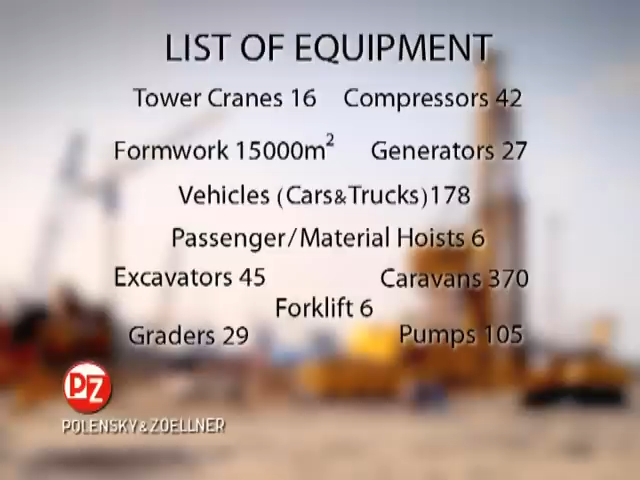 LIST OF EQUIPMENT
Tower Cranes 16 Compressors 42
Formwork 15000m² Generators 27
Vehicles (Cars&Trucks)178
Passenger/Material Hoists 6
Excavators 45 Caravans 370
Forklift 6
Graders 29 Pumps 105
PZ
POLENSKY&ZOELLNER